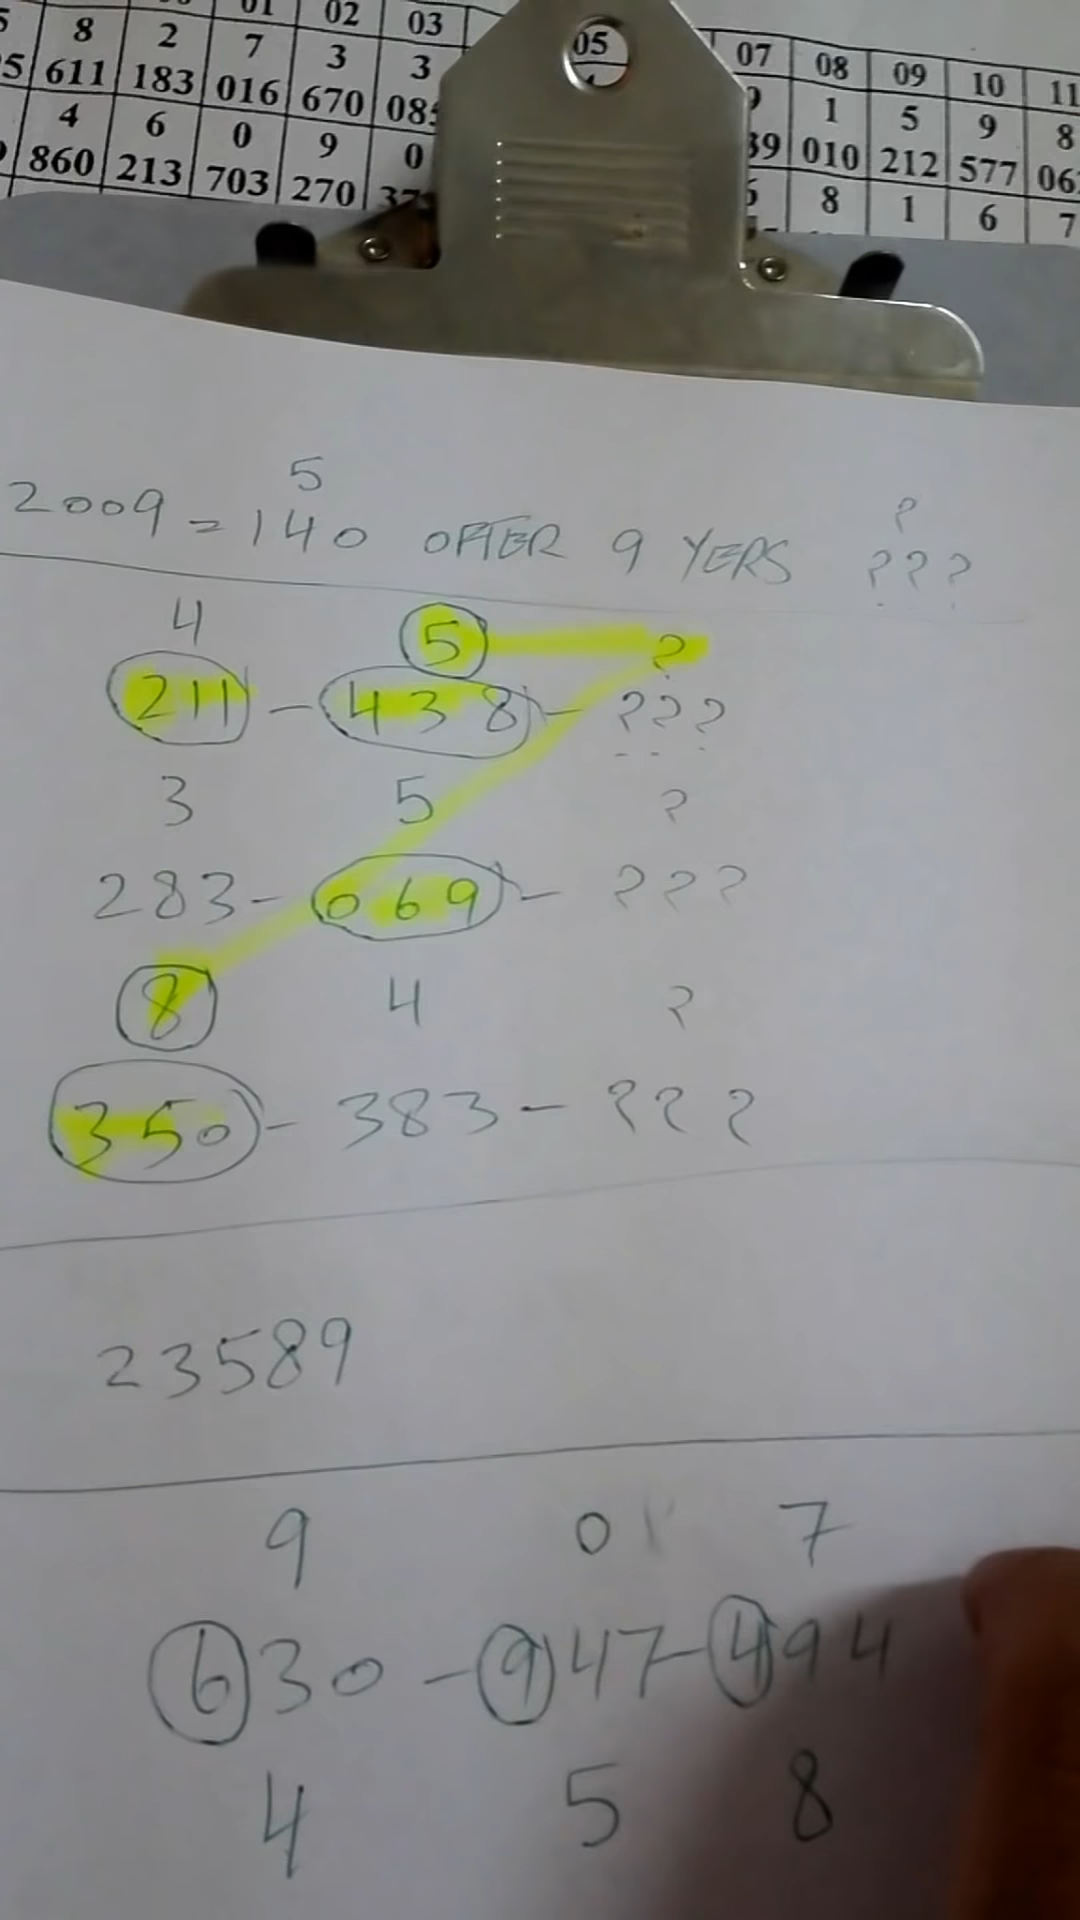 01 02 03 05 07 08 09 10 11
8 2 7 3 3 1 5 9 8
611 183 016 670 010 212 577
4 6 0 9 0 8 1 6 7
860 213 703 270
5
2009 = 140 OFTER 9 YERS
?
???
4 5 ?
211 - 438 - ???
3 5 ?
283 - 069 - ???
8 4 ?
350 - 383 - ???
23589
9 0 7
630 - 947 - 494
4 5 8